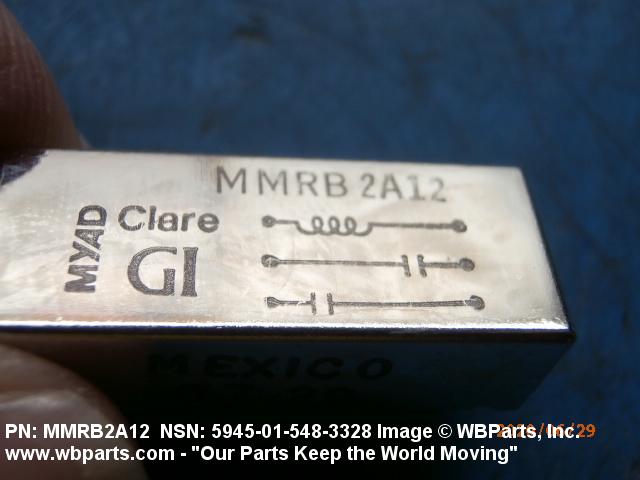 MMRB 2A12
MYAD
Clare
GI
MEXICO
PN: MMRB2A12 NSN: 5945-01-548-3328 Image © WBParts, Inc.
www.wbparts.com - "Our Parts Keep the World Moving"